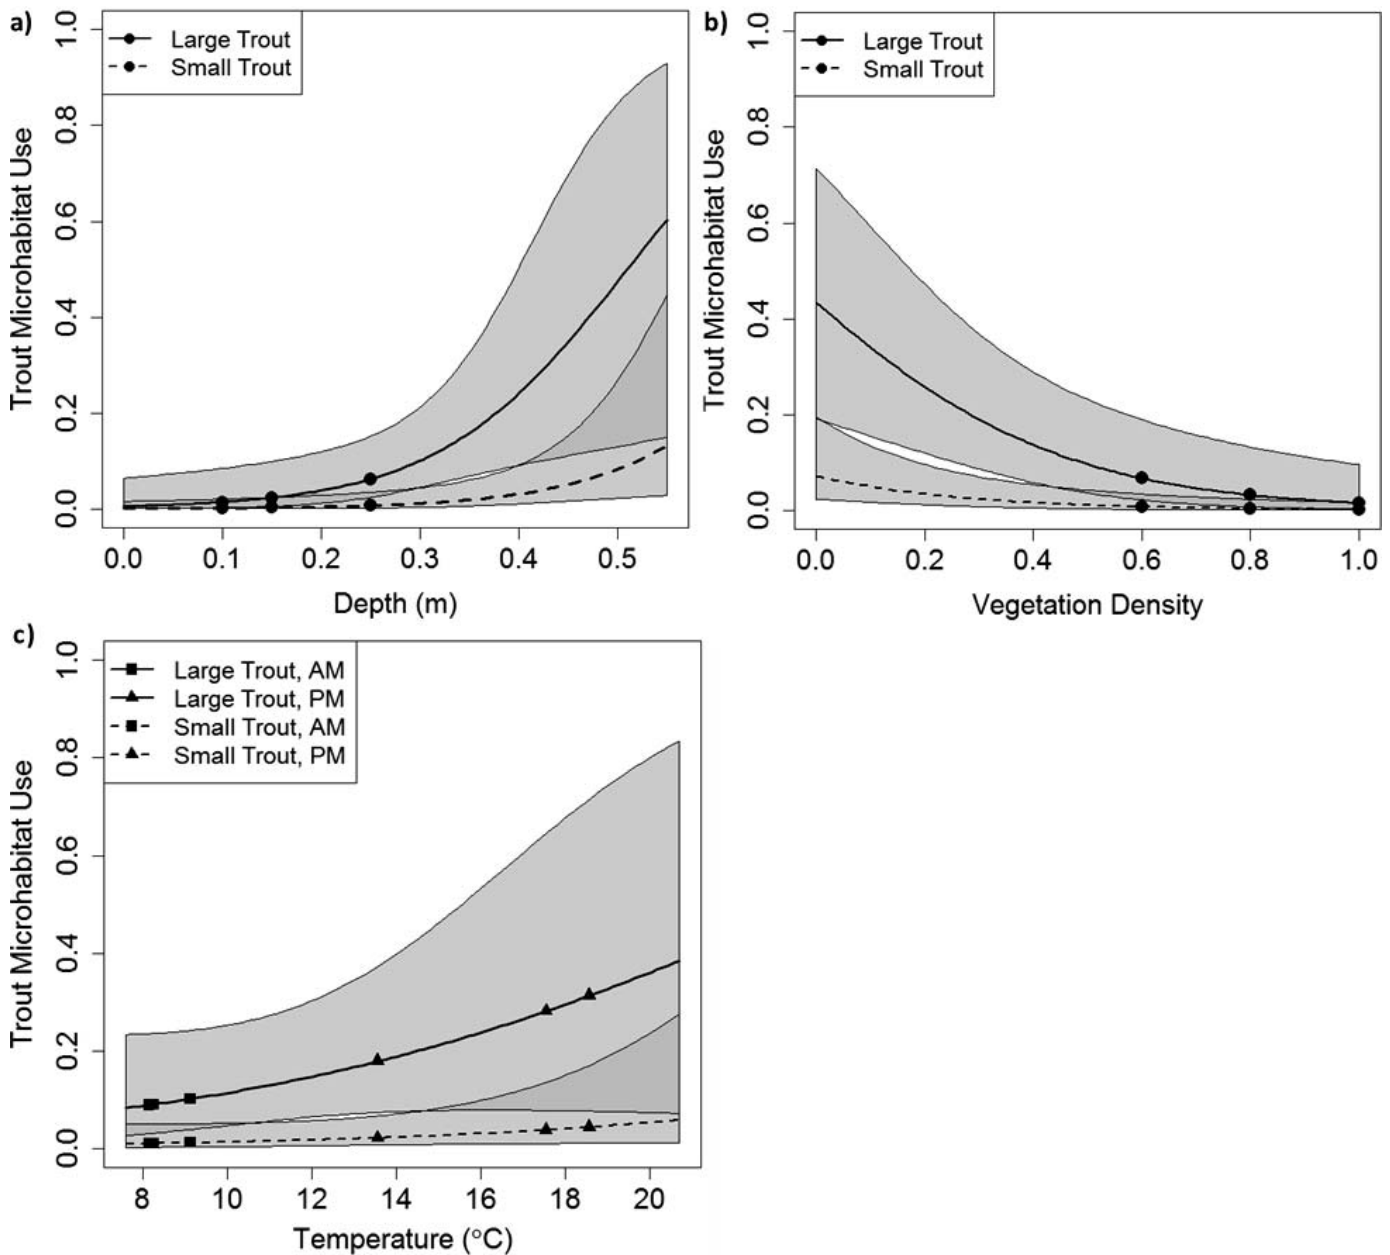 a)
Large Trout
Small Trout
Trout Microhabitat Use
1.0
0.8
0.6
0.4
0.2
0.0
0.0 0.1 0.2 0.3 0.4 0.5
Depth (m)
b)
Large Trout
Small Trout
Trout Microhabitat Use
1.0
0.8
0.6
0.4
0.2
0.0
0.0 0.2 0.4 0.6 0.8 1.0
Vegetation Density
c)
Large Trout, AM
Large Trout, PM
Small Trout, AM
Small Trout, PM
Trout Microhabitat Use
1.0
0.8
0.6
0.4
0.2
0.0
8 10 12 14 16 18 20
Temperature (°C)